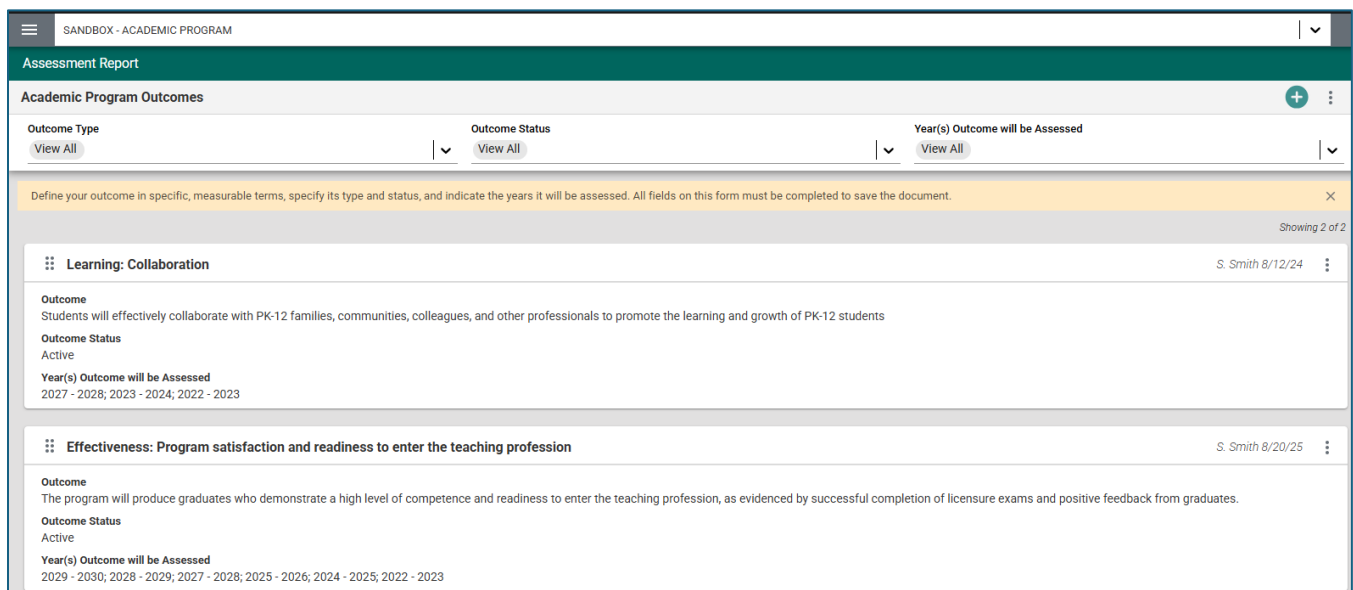 SANDBOX - ACADEMIC PROGRAM
Assessment Report
Academic Program Outcomes
Outcome Type
Outcome Status
Year(s) Outcome will be Assessed
View All
View All
View All
Define your outcome in specific, measurable terms, specify its type and status, and indicate the years it will be assessed. All fields on this form must be completed to save the document.
Showing 2 of 2
Learning: Collaboration
S. Smith 8/12/24
Outcome
Students will effectively collaborate with PK-12 families, communities, colleagues, and other professionals to promote the learning and growth of PK-12 students
Outcome Status
Active
Year(s) Outcome will be Assessed
2027 - 2028; 2023 - 2024; 2022 - 2023
Effectiveness: Program satisfaction and readiness to enter the teaching profession
S. Smith 8/20/25
Outcome
The program will produce graduates who demonstrate a high level of competence and readiness to enter the teaching profession, as evidenced by successful completion of licensure exams and positive feedback from graduates.
Outcome Status
Active
Year(s) Outcome will be Assessed
2029 - 2030; 2028 - 2029; 2027 - 2028; 2025 - 2026; 2024 - 2025; 2022 - 2023